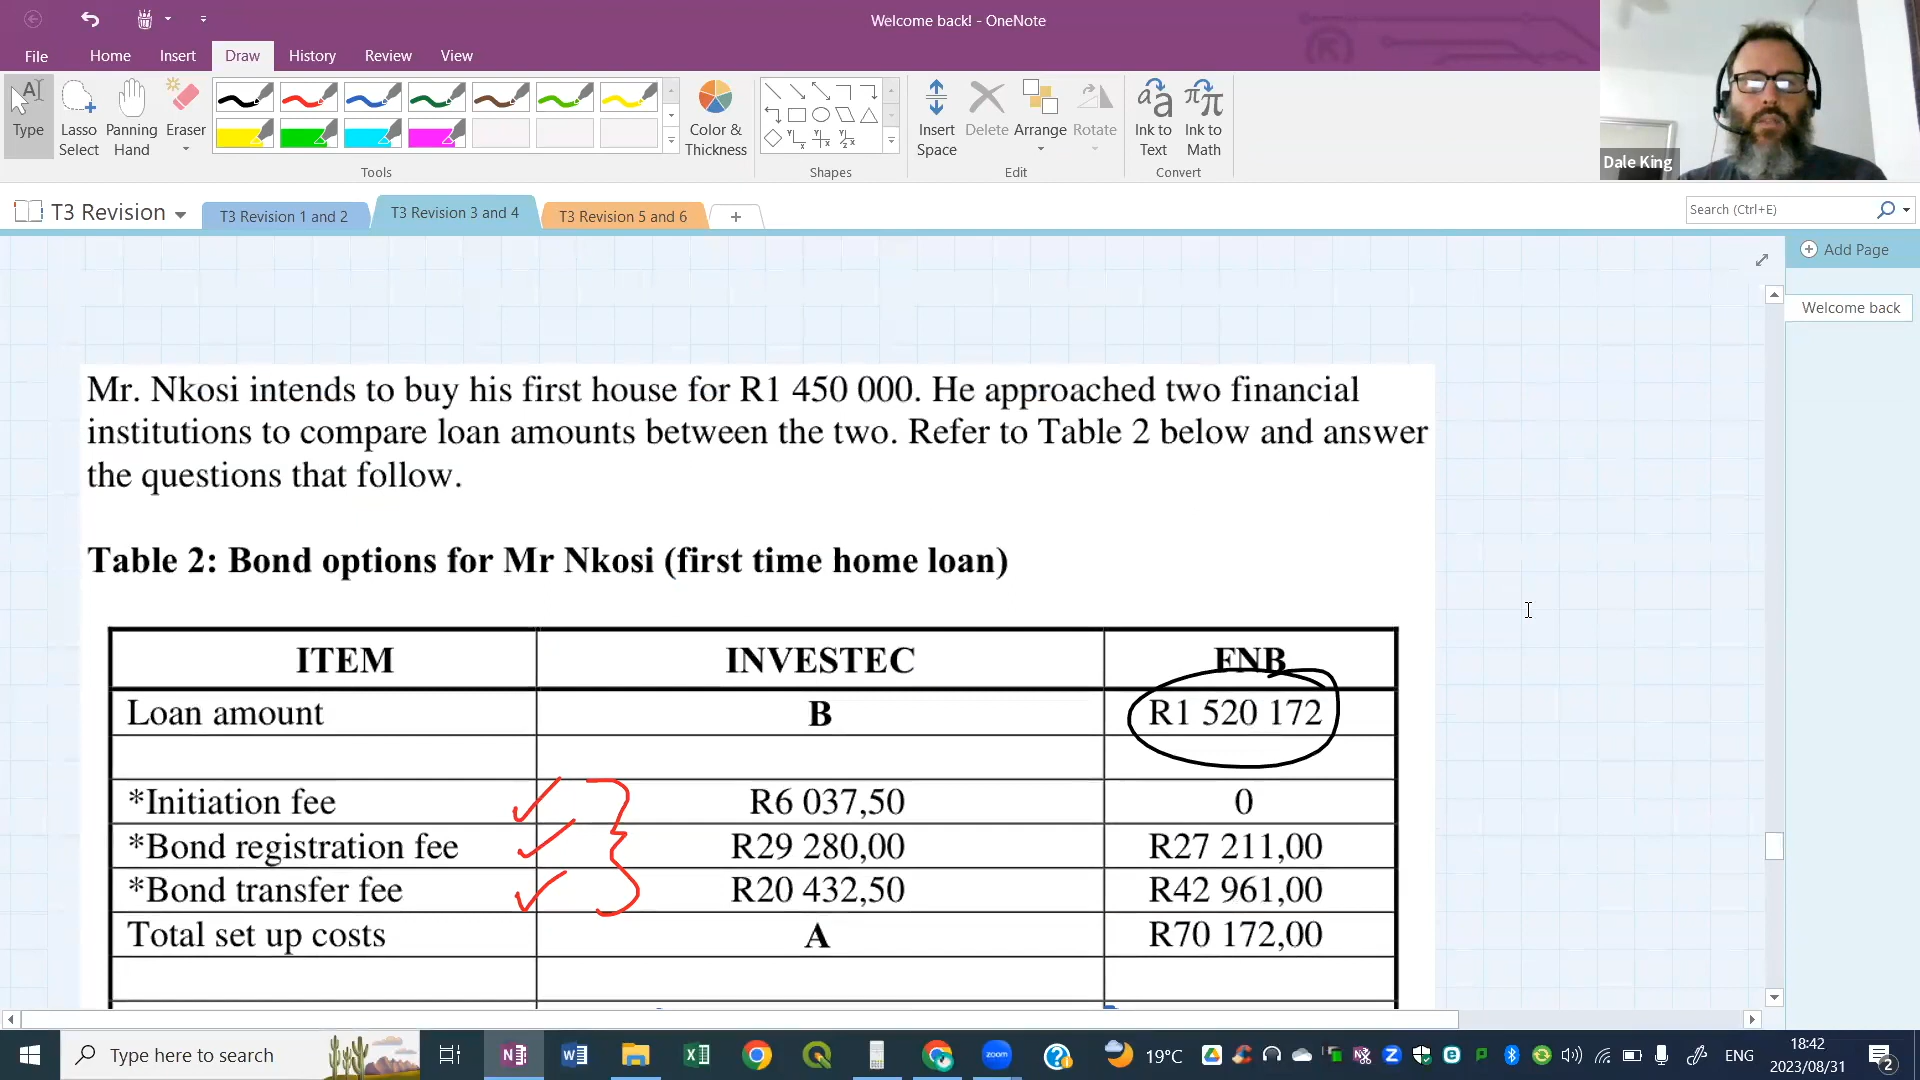 Welcome back! - OneNote
File Home Insert Draw History Review View
Type
Lasso Select
Panning Hand
Eraser
Color & Thickness
Insert Space
Delete
Arrange
Rotate
Ink to Text
Ink to Math
Tools Shapes Edit Convert
Dale King
T3 Revision
T3 Revision 1 and 2
T3 Revision 3 and 4
T3 Revision 5 and 6
Search (Ctrl+E)
Add Page
Welcome back
Mr. Nkosi intends to buy his first house for R1 450 000. He approached two financial
institutions to compare loan amounts between the two. Refer to Table 2 below and answer
the questions that follow.
Table 2: Bond options for Mr Nkosi (first time home loan)
ITEM INVESTEC FNB
Loan amount B R1 520 172
*Initiation fee R6 037,50 0
*Bond registration fee R29 280,00 R27 211,00
*Bond transfer fee R20 432,50 R42 961,00
Total set up costs A R70 172,00
Type here to search
zoom
19°C
ENG
18:42
2023/08/31
2